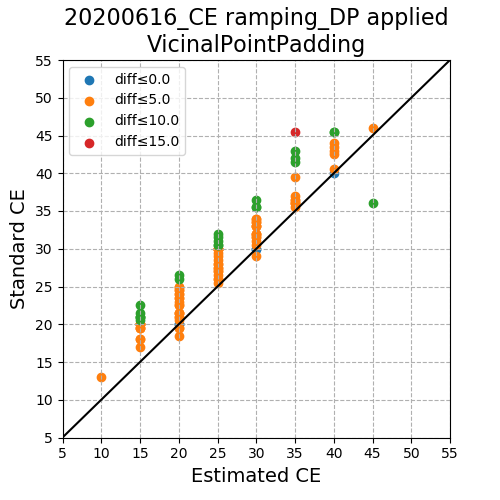 20200616_CE ramping_DP applied
VicinalPointPadding
diff≤0.0
diff≤5.0
diff≤10.0
diff≤15.0
Standard CE
55
50
45
40
35
30
25
20
15
10
5
5 10 15 20 25 30 35 40 45 50 55
Estimated CE